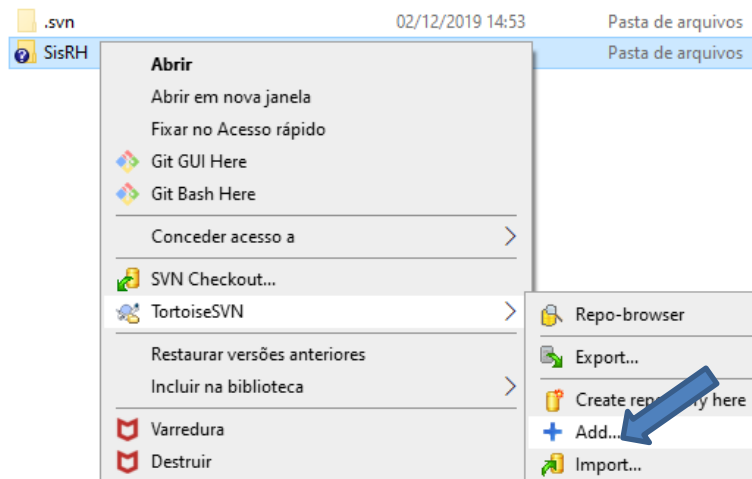 .svn 02/12/2019 14:53 Pasta de arquivos
SisRH Pasta de arquivos
Abrir
Abrir em nova janela
Fixar no Acesso rápido
Git GUI Here
Git Bash Here
Conceder acesso a
SVN Checkout...
TortoiseSVN
Repo-browser
Restaurar versões anteriores
Export...
Incluir na biblioteca
Create here
Varredura
Add...
Destruir
Import...